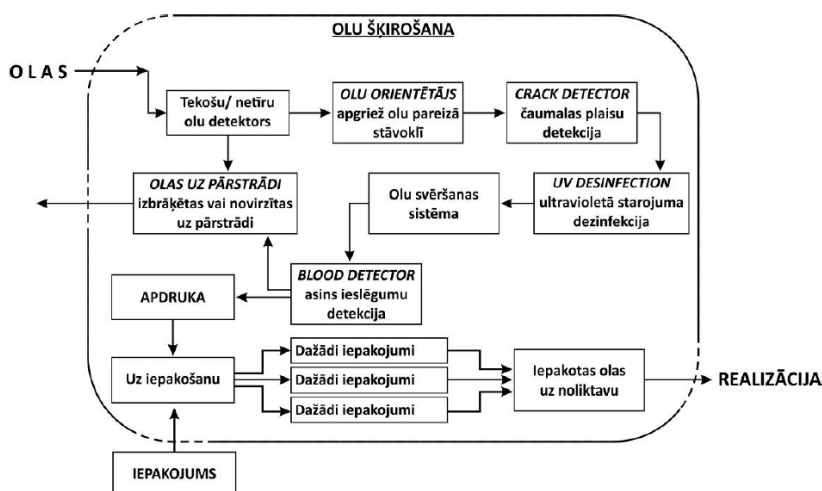 OLU ŠĶIROŠANA
OLAS
Tekošu/ netīru
olu detektors
OLU ORIENTĒTĀJS
apgriež olu pareizā
stāvoklī
CRACK DETECTOR
čaumalas plaisu
detekcija
OLAS UZ PĀRSTRĀDI
izbrāķētas vai novirzītas
uz pārstrādi
Olu svēršanas
sistēma
UV DESINFECTION
ultravioletā starojuma
dezinfekcija
BLOOD DETECTOR
asins ieslēgumu
detekcija
APDRUKA
Uz iepakošanu
Dažādi iepakojumi
Dažādi iepakojumi
Dažādi iepakojumi
Iepakotas olas
uz noliktavu
REALIZĀCIJA
IEPAKOJUMS